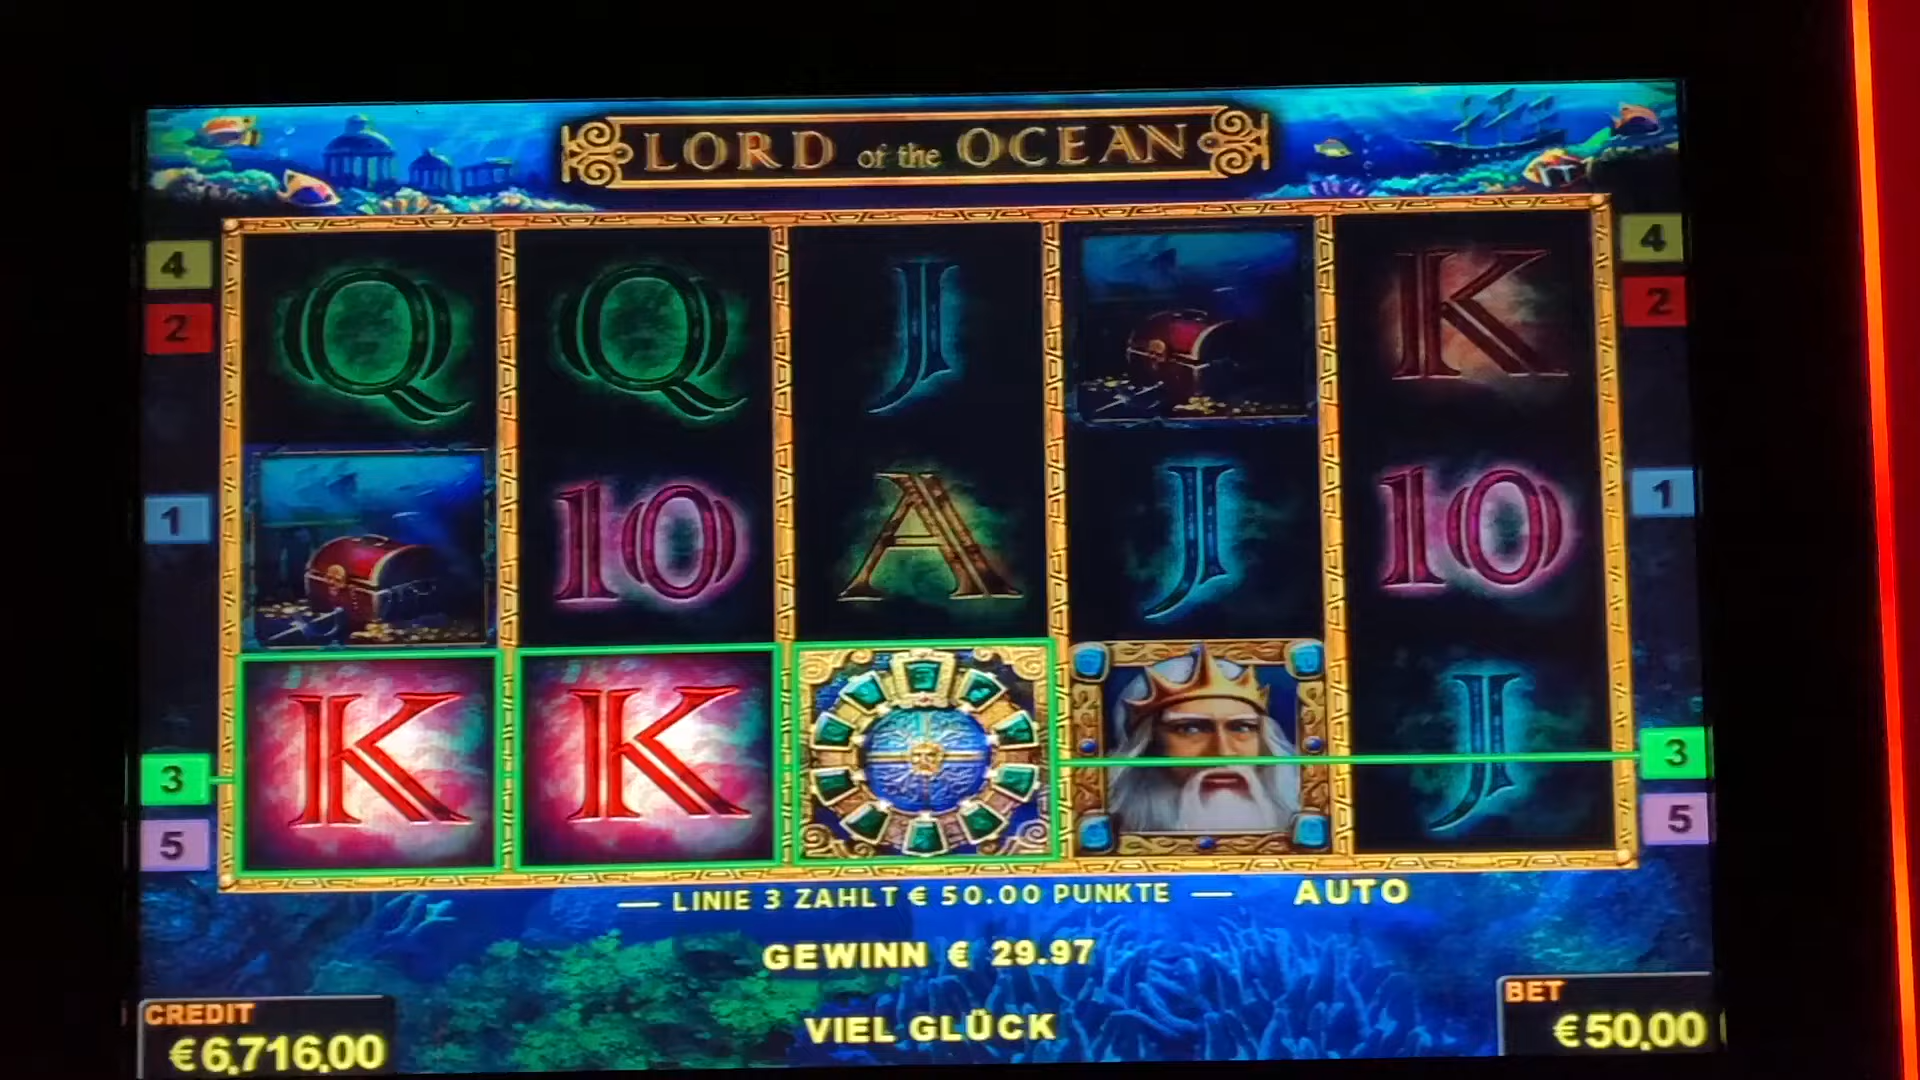 LORD of the OCEAN
4 Q Q J K 4
2 2
1 10 A J 10 1
K K J
3 3
5 5
LINIE 3 ZAHLT € 50.00 PUNKTE AUTO
GEWINN € 29.97
CREDIT BET
VIEL GLÜCK
€6,716,00 €50,00